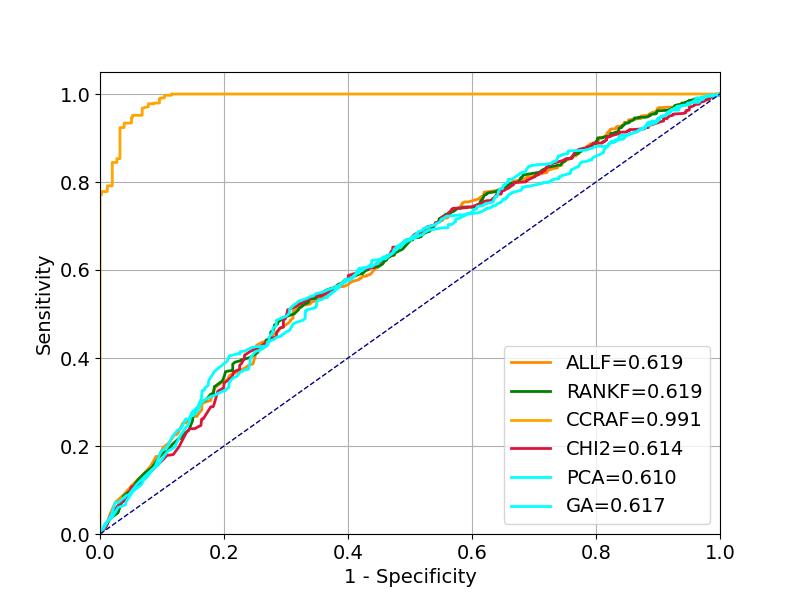 1.0
0.8
0.6
0.4
0.2
0.0
Sensitivity
ALLF=0.619
RANKF=0.619
CCRAF=0.991
CHI2=0.614
PCA=0.610
GA=0.617
0.0 0.2 0.4 0.6 0.8 1.0
1 - Specificity